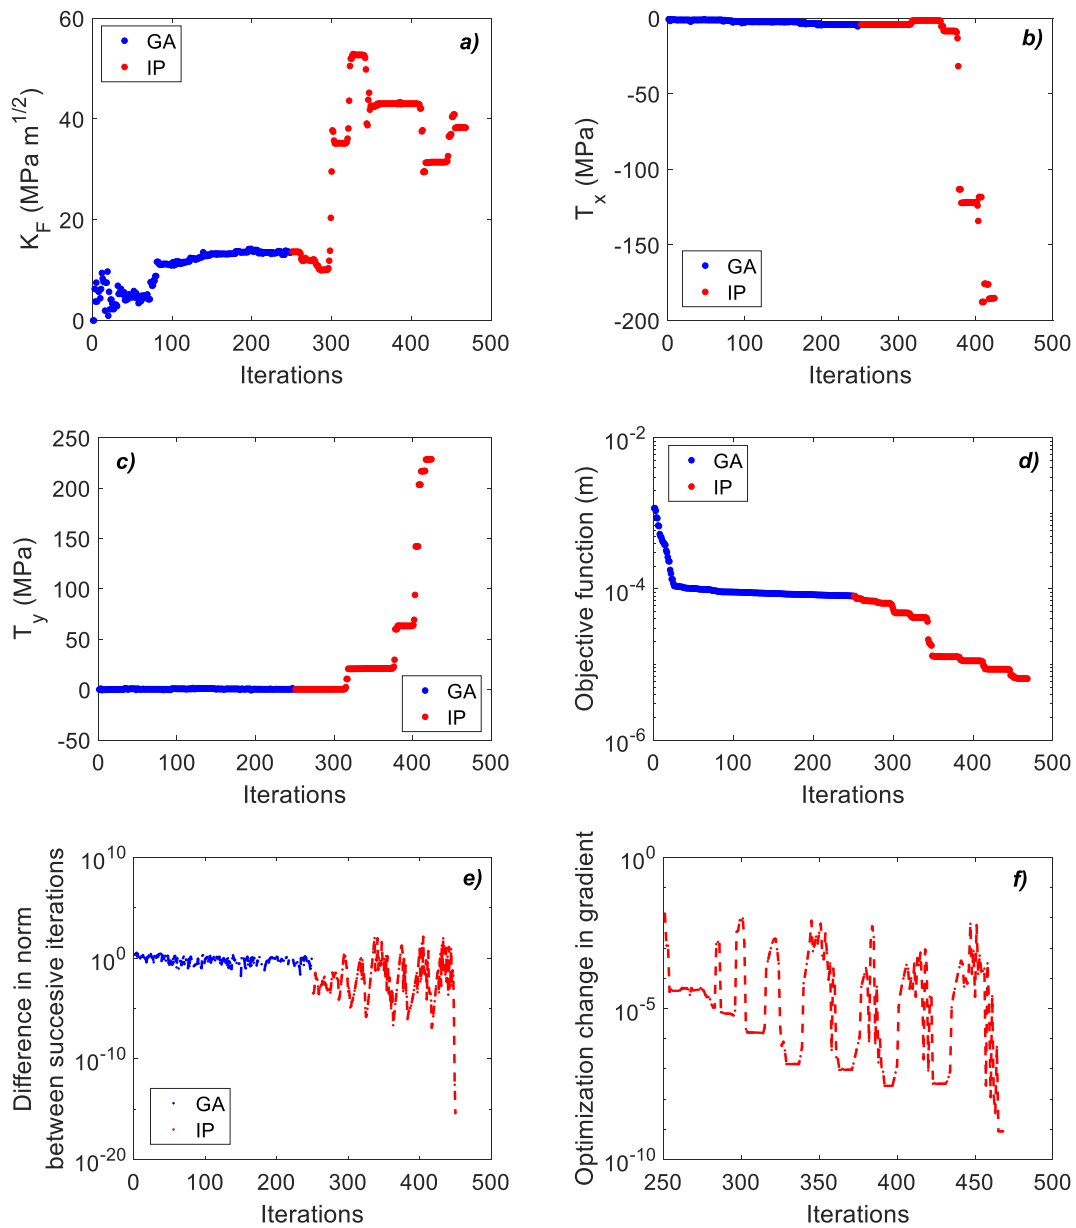 a)
GA
IP
60
40
20
0
K_F (MPa m^{1/2})
0 100 200 300 400 500
Iterations
b)
0
-50
-100
-150
-200
T_x (MPa)
GA
IP
0 100 200 300 400 500
Iterations
c)
250
200
150
100
50
0
-50
T_y (MPa)
GA
IP
0 100 200 300 400 500
Iterations
d)
GA
IP
10^{-2}
10^{-4}
10^{-6}
Objective function (m)
0 100 200 300 400 500
Iterations
e)
10^{10}
10^{0}
10^{-10}
10^{-20}
Difference in norm
between succesive iterations
GA
IP
0 100 200 300 400 500
Iterations
f)
10^{0}
10^{-5}
10^{-10}
Optimization change in gradient
250 300 350 400 450 500
Iterations